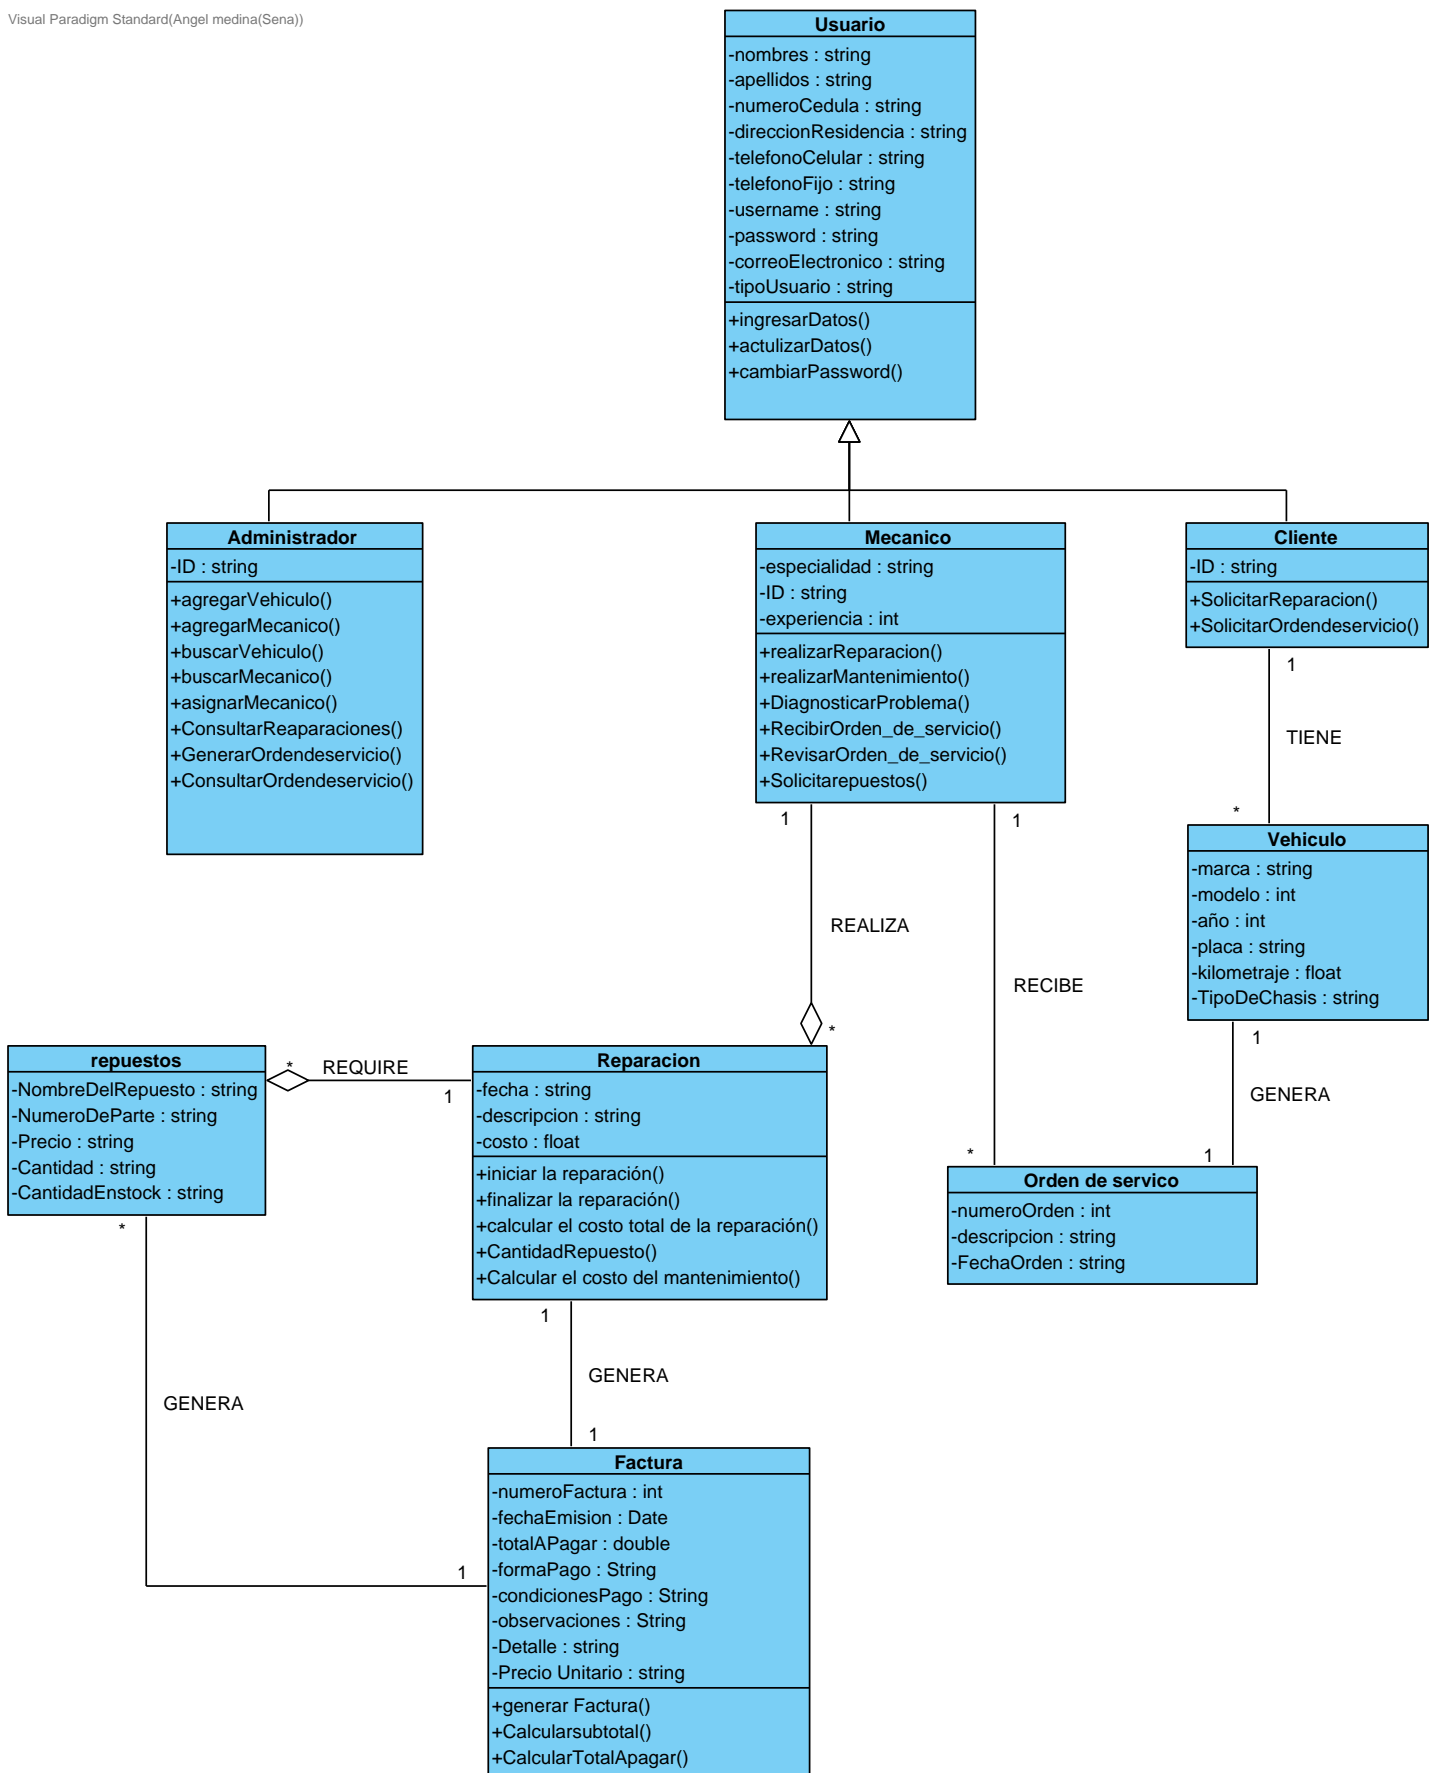 Visual Paradigm Standard(Angel medina(Sena))
Usuario
-nombres : string
-apellidos : string
-numeroCedula : string
-direccionResidencia : string
-telefonoCelular : string
-telefonoFijo : string
-username : string
-password : string
-correoElectronico : string
-tipoUsuario : string
+ingresarDatos()
+actulizarDatos()
+cambiarPassword()
Administrador
-ID : string
+agregarVehiculo()
+agregarMecanico()
+buscarVehiculo()
+buscarMecanico()
+asignarMecanico()
+ConsultarReaparaciones()
+GenerarOrdendeservicio()
+ConsultarOrdendeservicio()
Mecanico
-especialidad : string
-ID : string
-experiencia : int
+realizarReparacion()
+realizarMantenimiento()
+DiagnosticarProblema()
+RecibirOrden_de_servicio()
+RevisarOrden_de_servicio()
+Solicitarepuestos()
Cliente
-ID : string
+SolicitarReparacion()
+SolicitarOrdendeservicio()
1
TIENE
*
1
1
Vehiculo
-marca : string
-modelo : int
-año : int
-placa : string
-kilometraje : float
-TipoDeChasis : string
REALIZA
RECIBE
*
1
GENERA
*
1
repuestos
-NombreDelRepuesto : string
-NumeroDeParte : string
-Precio : string
-Cantidad : string
-CantidadEnstock : string
*
REQUIRE
1
Reparacion
-fecha : string
-descripcion : string
-costo : float
+iniciar la reparación()
+finalizar la reparación()
+calcular el costo total de la reparación()
+CantidadRepuesto()
+Calcular el costo del mantenimiento()
Orden de servico
-numeroOrden : int
-descripcion : string
-FechaOrden : string
*
1
GENERA
GENERA
1
1
Factura
-numeroFactura : int
-fechaEmision : Date
-totalAPagar : double
-formaPago : String
-condicionesPago : String
-observaciones : String
-Detalle : string
-Precio Unitario : string
+generar Factura()
+Calcularsubtotal()
+CalcularTotalApagar()